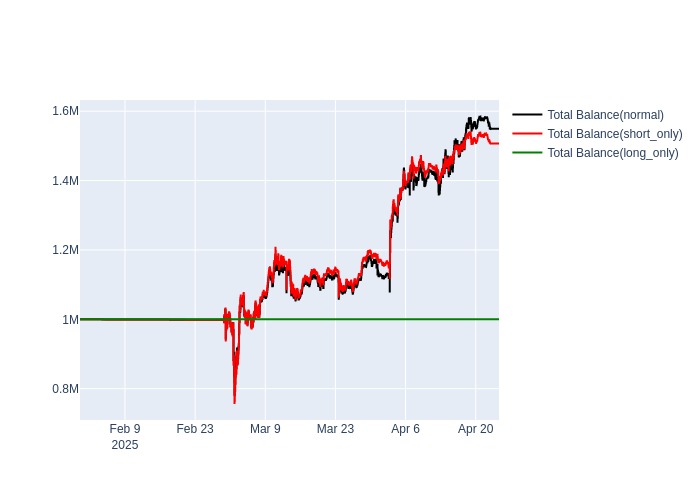 1.6M
1.4M
1.2M
1M
0.8M
Feb 9
2025
Feb 23
Mar 9
Mar 23
Apr 6
Apr 20
Total Balance(normal)
Total Balance(short_only)
Total Balance(long_only)